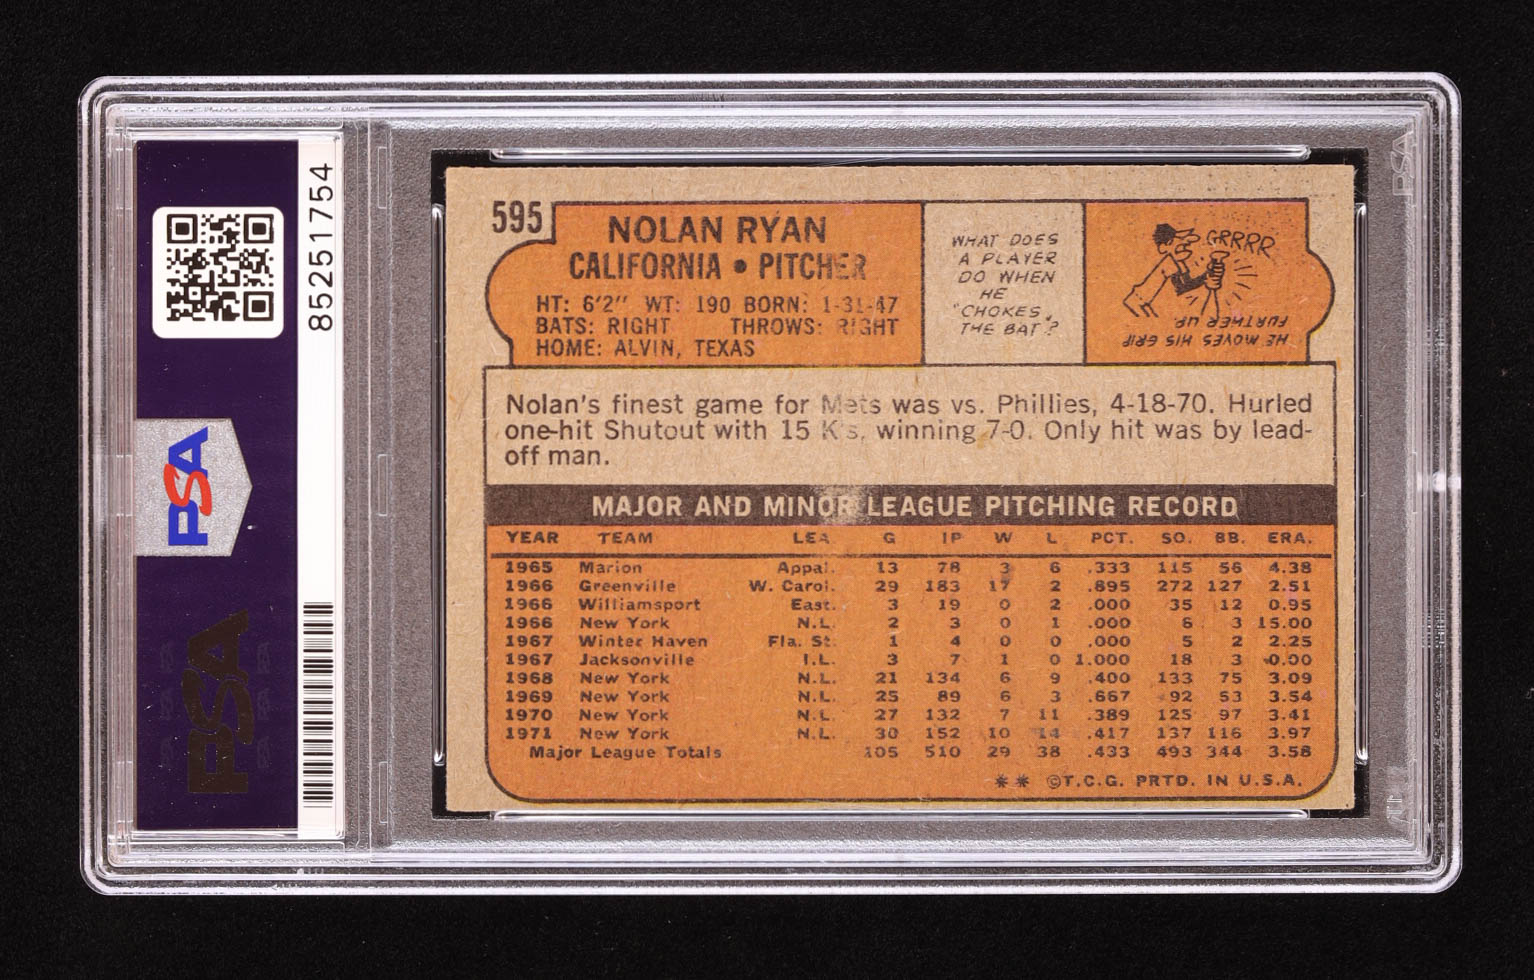 85251754
PSA
PSA
595
NOLAN RYAN
CALIFORNIA • PITCHER
HT: 6'2" WT: 190 BORN: 1-31-47
BATS: RIGHT THROWS: RIGHT
HOME: ALVIN, TEXAS
WHAT DOES
A PLAYER
DO WHEN
HE
"CHOKES
THE BAT?
GRRRR
HE MOVES HIS GRIP
FURTHER UP.
Nolan's finest game for Mets was vs. Phillies, 4-18-70. Hurled
one-hit Shutout with 15 K's, winning 7-0. Only hit was by lead-
off man.
MAJOR AND MINOR LEAGUE PITCHING RECORD
YEAR TEAM LEA. G IP W L PCT. SO. BB. ERA.
1965 Marion Appal. 13 78 3 6 .333 115 56 4.38
1966 Greenville W. Carol. 29 183 17 2 .895 272 127 2.51
1966 Williamsport East. 3 19 0 2 .000 35 12 0.95
1966 New York N.L. 2 3 0 1 .000 6 3 15.00
1967 Winter Haven Fla. St. 1 4 0 0 .000 5 2 2.25
1967 Jacksonville I.L. 3 7 1 0 1.000 18 3 0.00
1968 New York N.L. 21 134 6 9 .400 133 75 3.09
1969 New York N.L. 25 89 6 3 .667 92 53 3.54
1970 New York N.L. 27 132 7 11 .389 125 97 3.41
1971 New York N.L. 30 152 10 14 .417 137 116 3.97
Major League Totals 105 510 29 38 .433 493 344 3.58
** ©T.C.G. PRTD. IN U.S.A.
PSA